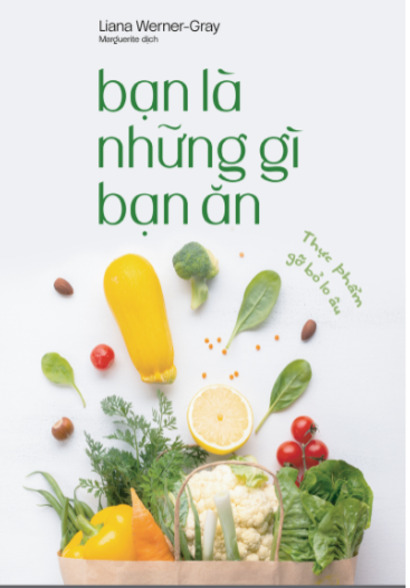 Liana Werner-Gray
Marguerite dịch
bạn là
những gì
bạn ăn
Thực phẩm
gỡ bỏ lo âu